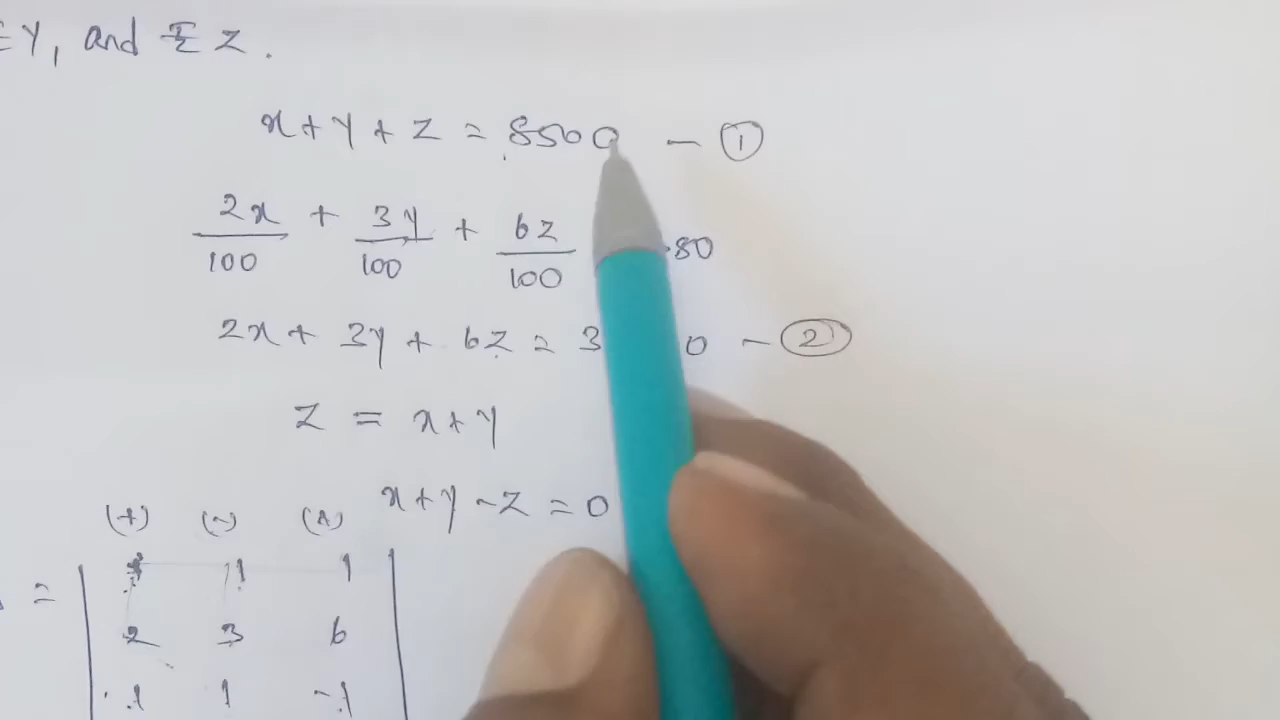 Y, and ₹ Z.
x + y + z = 8500 — ①
2x/100 + 3y/100 + 6z/100 80
2x + 3y + 6z = 3 0 — ②
z = x + y
x + y - z = 0
(+) (-) (+)
= | 1 1 1 |
2 3 6
1 1 -1